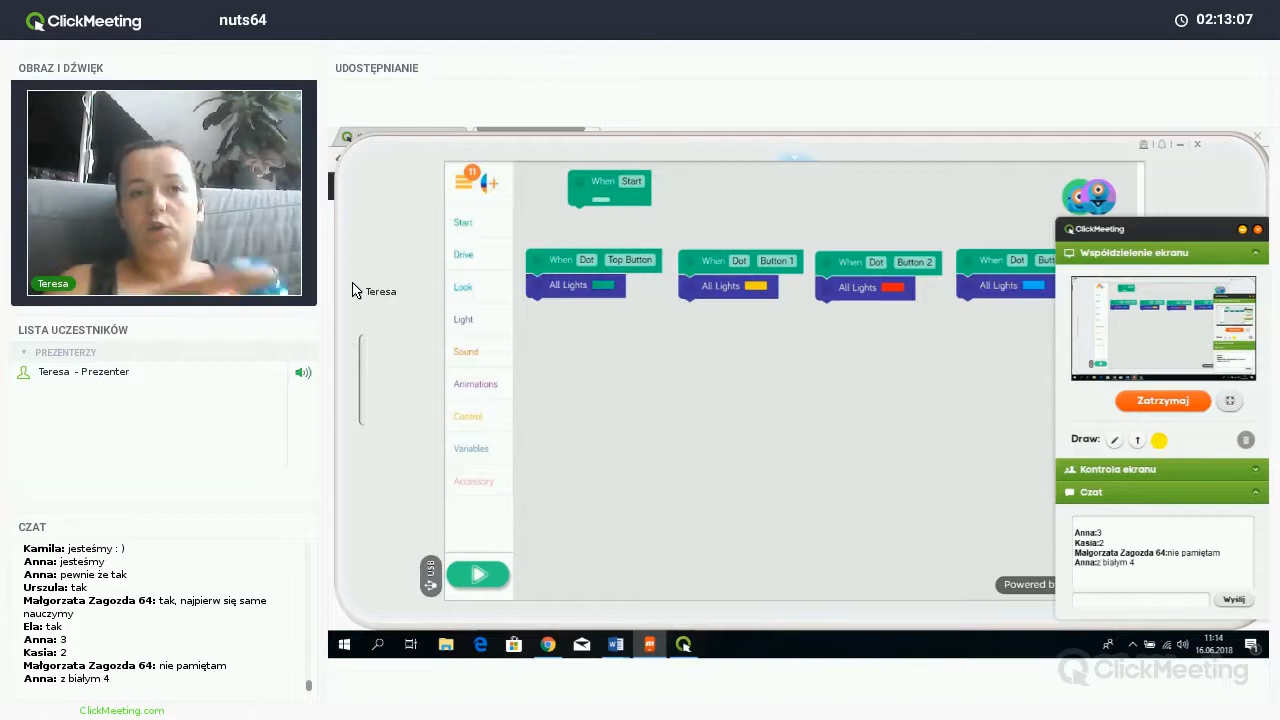 ClickMeeting
nuts64
02:13:07
OBRAZ I DŹWIĘK
Teresa
LISTA UCZESTNIKÓW
PREZENTERZY
Teresa - Prezenter
CZAT
Kamila: jesteśmy : )
Anna: jesteśmy
Anna: pewnie że tak
Urszula: tak
Małgorzata Zagozda 64: tak, najpierw się same
nauczymy
Ela: tak
Anna: 3
Kasia: 2
Małgorzata Zagozda 64: nie pamiętam
Anna: z białym 4
ClickMeeting.com
UDOSTĘPNIANIE
Teresa
11
Start
Drive
Look
Light
Sound
Animations
Control
Variables
Accessory
USB
When Start
When Dot Top Button
All Lights
When Dot Button 1
All Lights
When Dot Button 2
All Lights
When Dot Butt
All Lights
Powered by
ClickMeeting
Współdzielenie ekranu
Zatrzymaj
Draw:
Kontrola ekranu
Czat
Anna:3
Kasia:2
Małgorzata Zagozda 64:nie pamiętam
Anna:z białym 4
Wyślij
11:14
16.06.2018
ClickMeeting